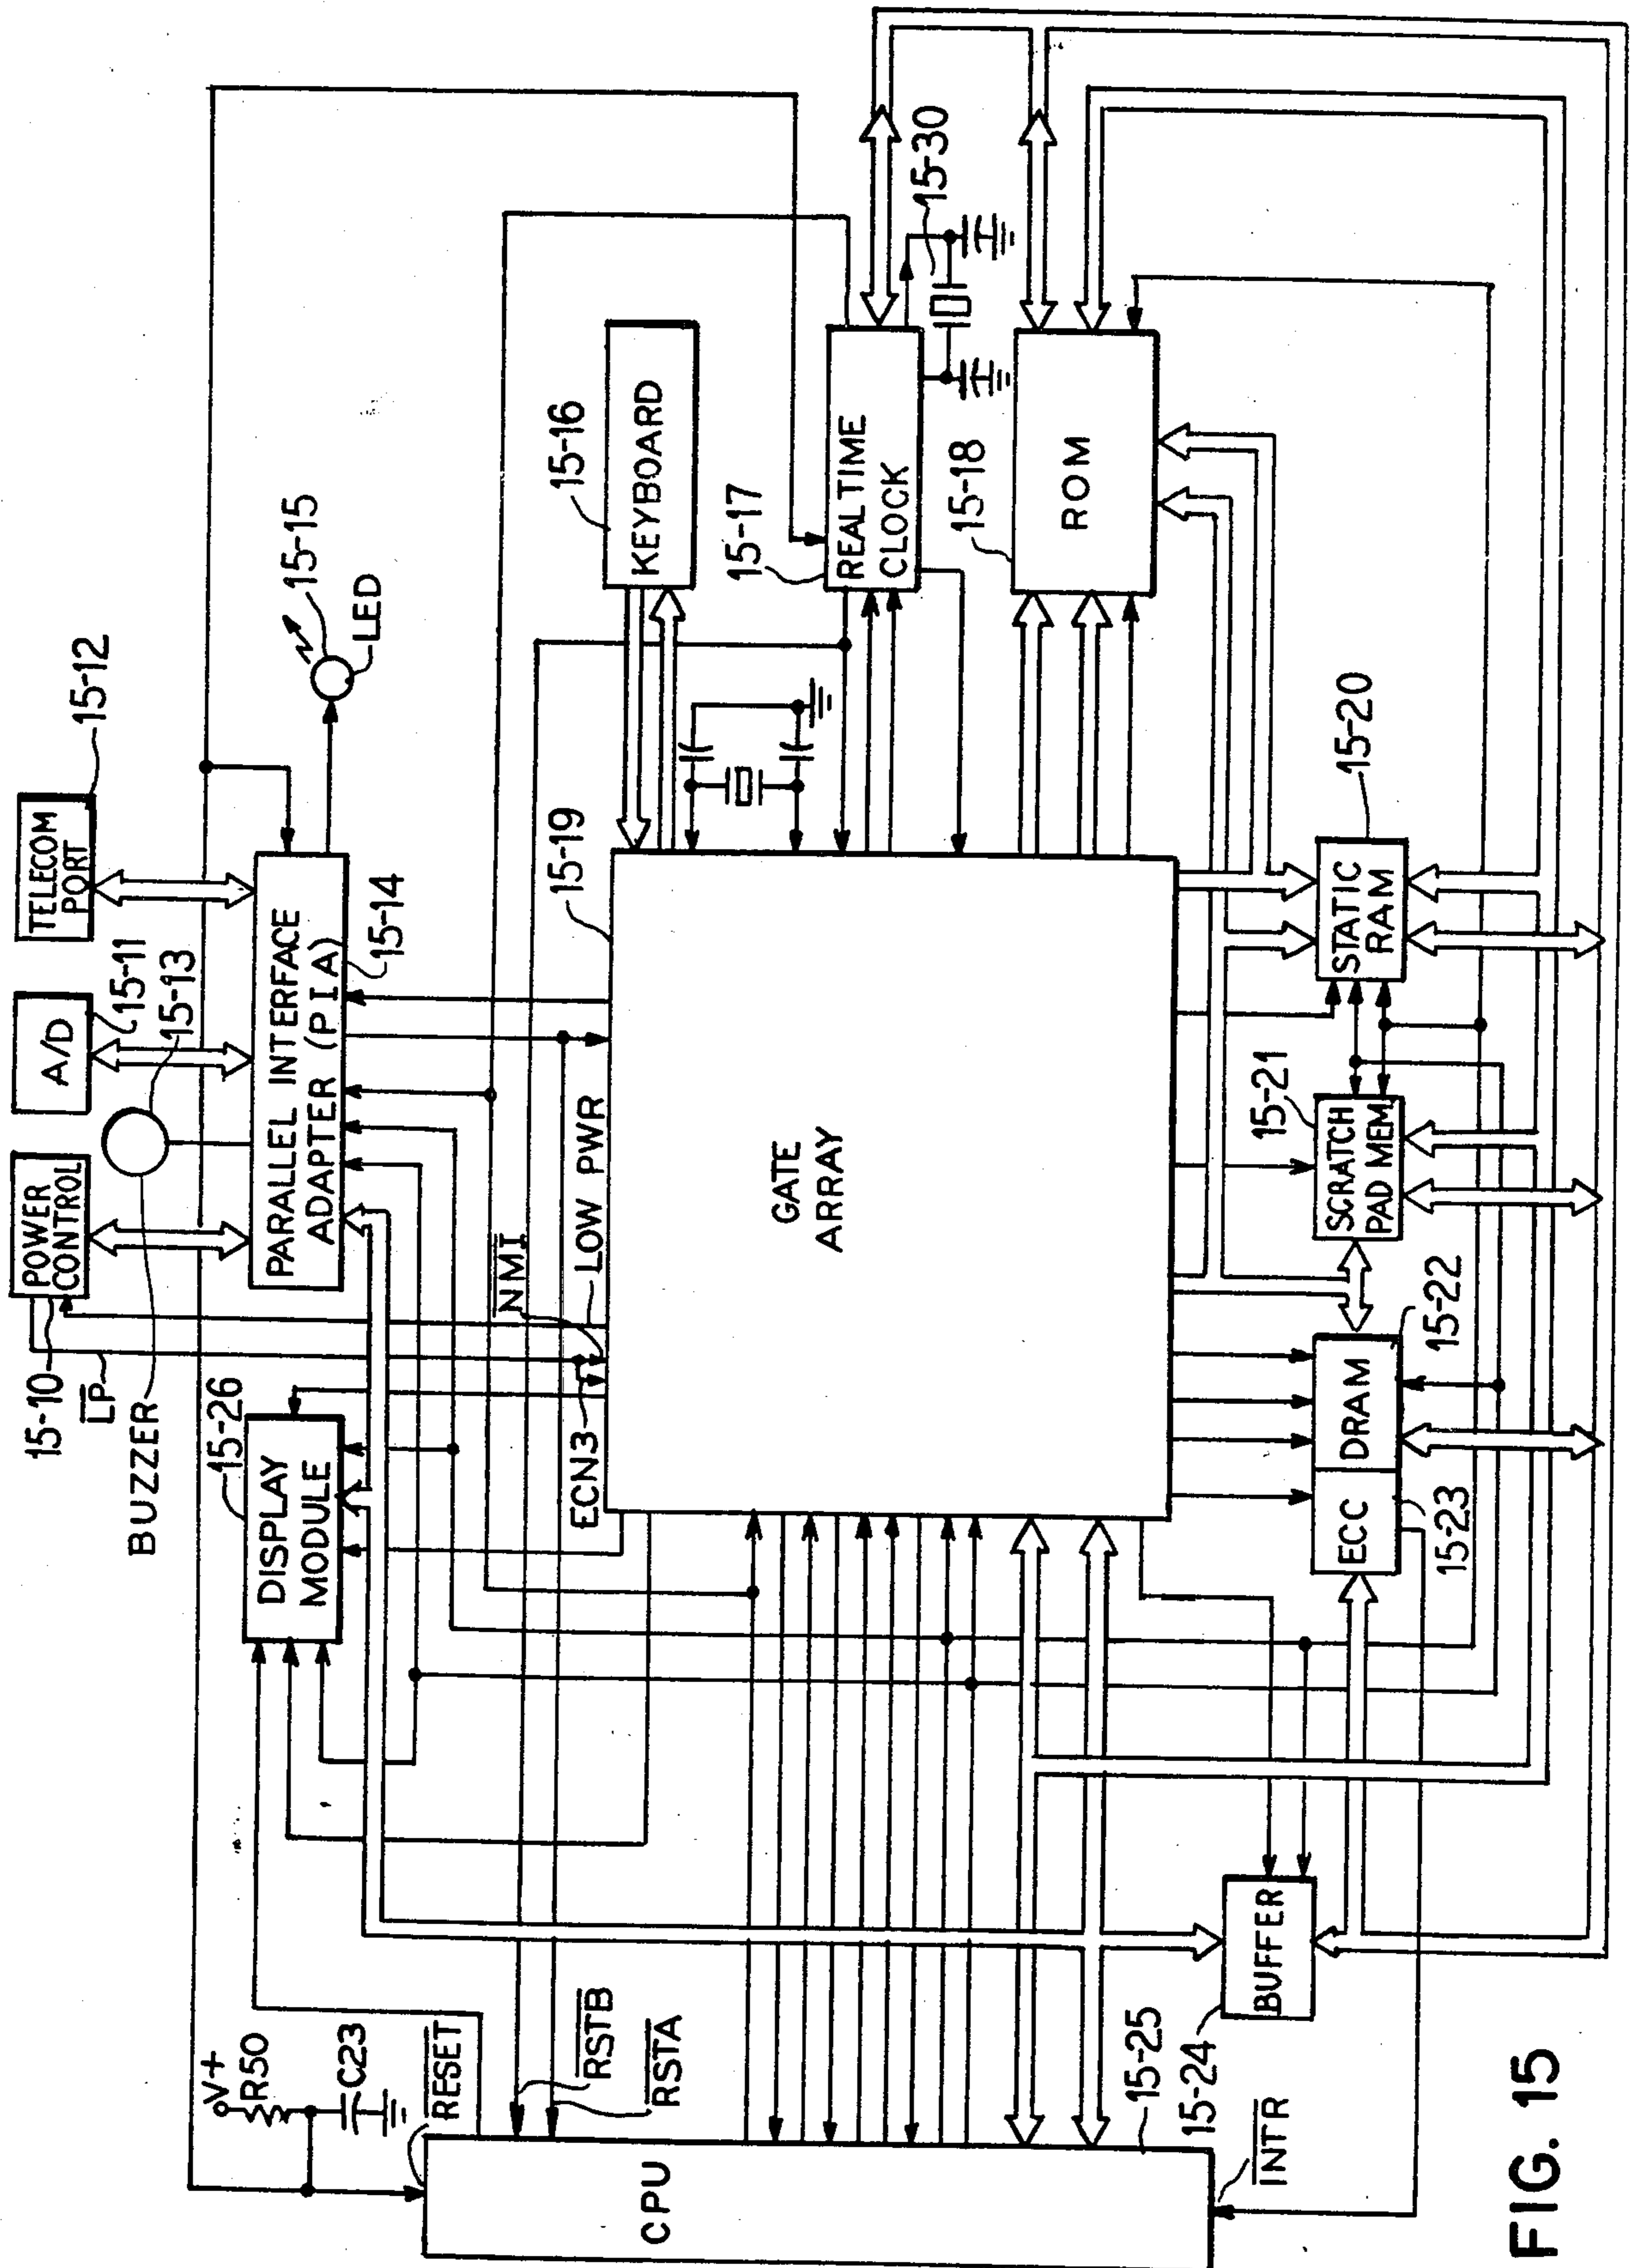 15-10
POWER
CONTROL
A/D
15-11
TELECOM
PORT
15-12
BUZZER
15-13
LP
DISPLAY
MODULE
15-26
PARALLEL INTERFACE
ADAPTER (PIA)
15-14
15-15
LED
V+
R50
C23
RESET
RSTB
RSTA
ECN3
NMI
LOW PWR
15-19
GATE
ARRAY
15-16
KEYBOARD
15-17
REALTIME
CLOCK
15-30
15-18
ROM
CPU
15-25
INTR
15-24
BUFFER
ECC
15-23
DRAM
15-22
SCRATCH
PAD MEM
15-21
STATIC
RAM
15-20
FIG. 15